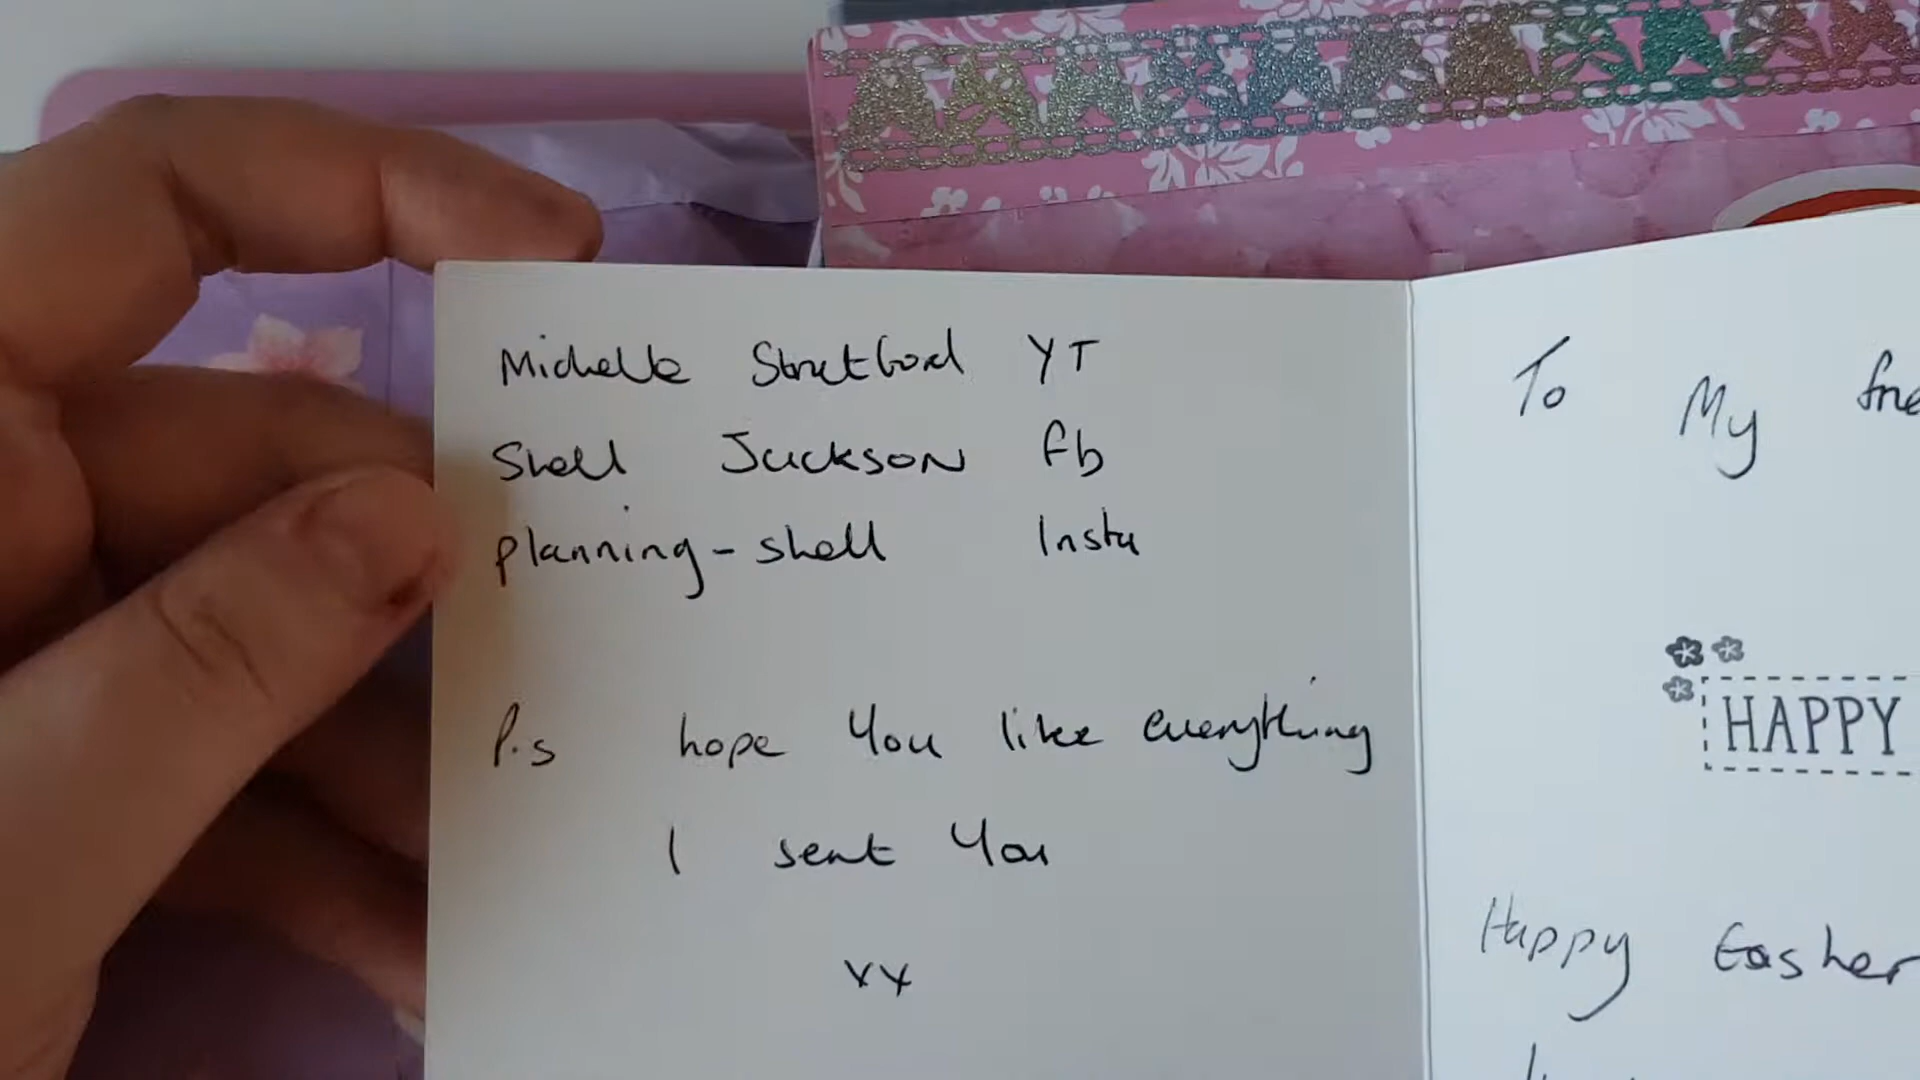 Michelle Stretford YT
Shell Jackson fb
planning-shell Insta
P.s hope you like everything
I sent you
xx
To My
HAPPY
Happy Easter